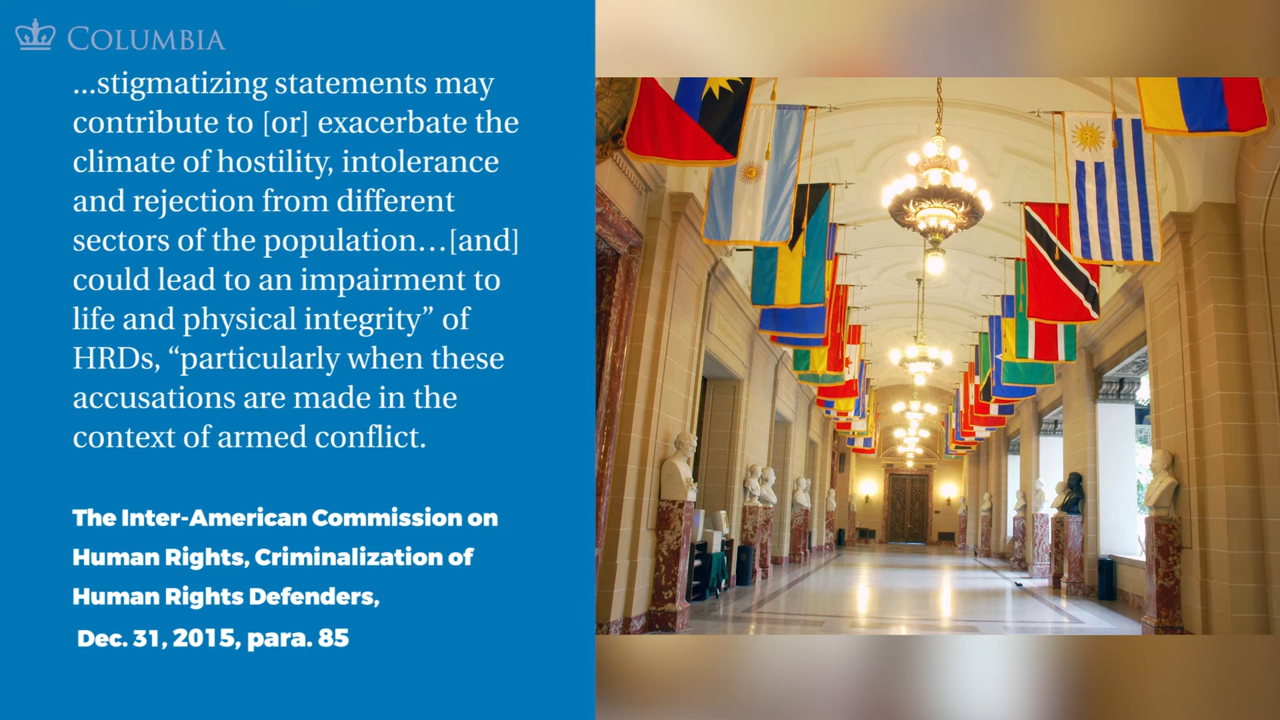 COLUMBIA
...stigmatizing statements may
contribute to [or] exacerbate the
climate of hostility, intolerance
and rejection from different
sectors of the population…[and]
could lead to an impairment to
life and physical integrity” of
HRDs, “particularly when these
accusations are made in the
context of armed conflict.
The Inter-American Commission on
Human Rights, Criminalization of
Human Rights Defenders,
Dec. 31, 2015, para. 85